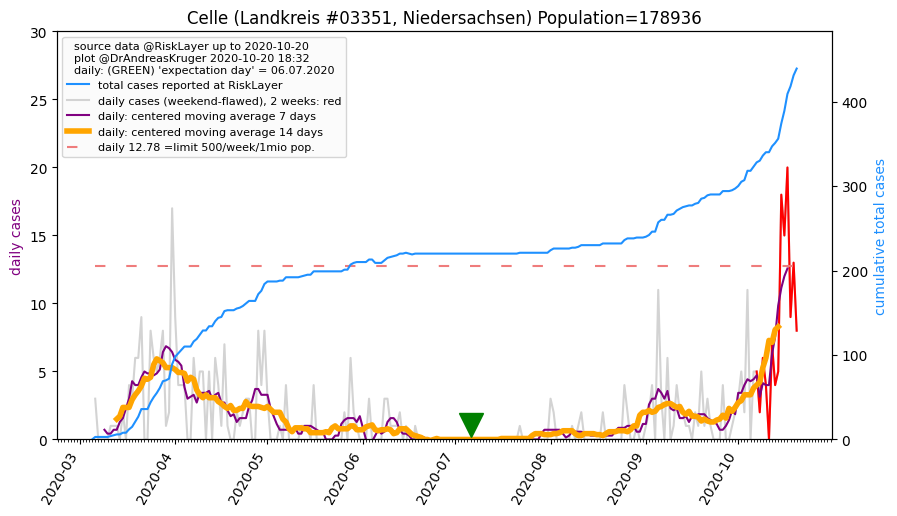 Celle (Landkreis #03351, Niedersachsen) Population=178936
source data @RiskLayer up to 2020-10-20
plot @DrAndreasKruger 2020-10-20 18:32
daily: (GREEN) 'expectation day' = 06.07.2020
total cases reported at RiskLayer
daily cases (weekend-flawed), 2 weeks: red
daily: centered moving average 7 days
daily: centered moving average 14 days
daily 12.78 =limit 500/week/1mio pop.
daily cases
30
25
20
15
10
5
0
cumulative total cases
400
300
200
100
0
2020-03
2020-04
2020-05
2020-06
2020-07
2020-08
2020-09
2020-10